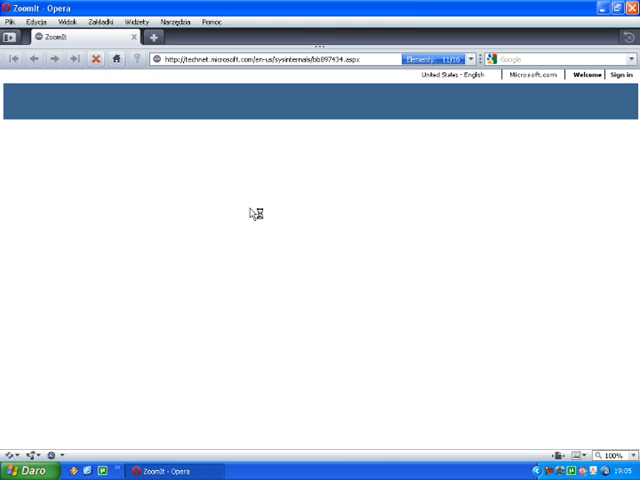 ZoomIt - Opera
Plik Edycja Widok Zakładki Widżety Narzędzia Pomoc
ZoomIt
http://technet.microsoft.com/en-us/sysinternals/bb897434.aspx Elementy: 11/16 Google
United States - English Microsoft.com Welcome Sign in
100%
Daro ZoomIt - Opera 19:05